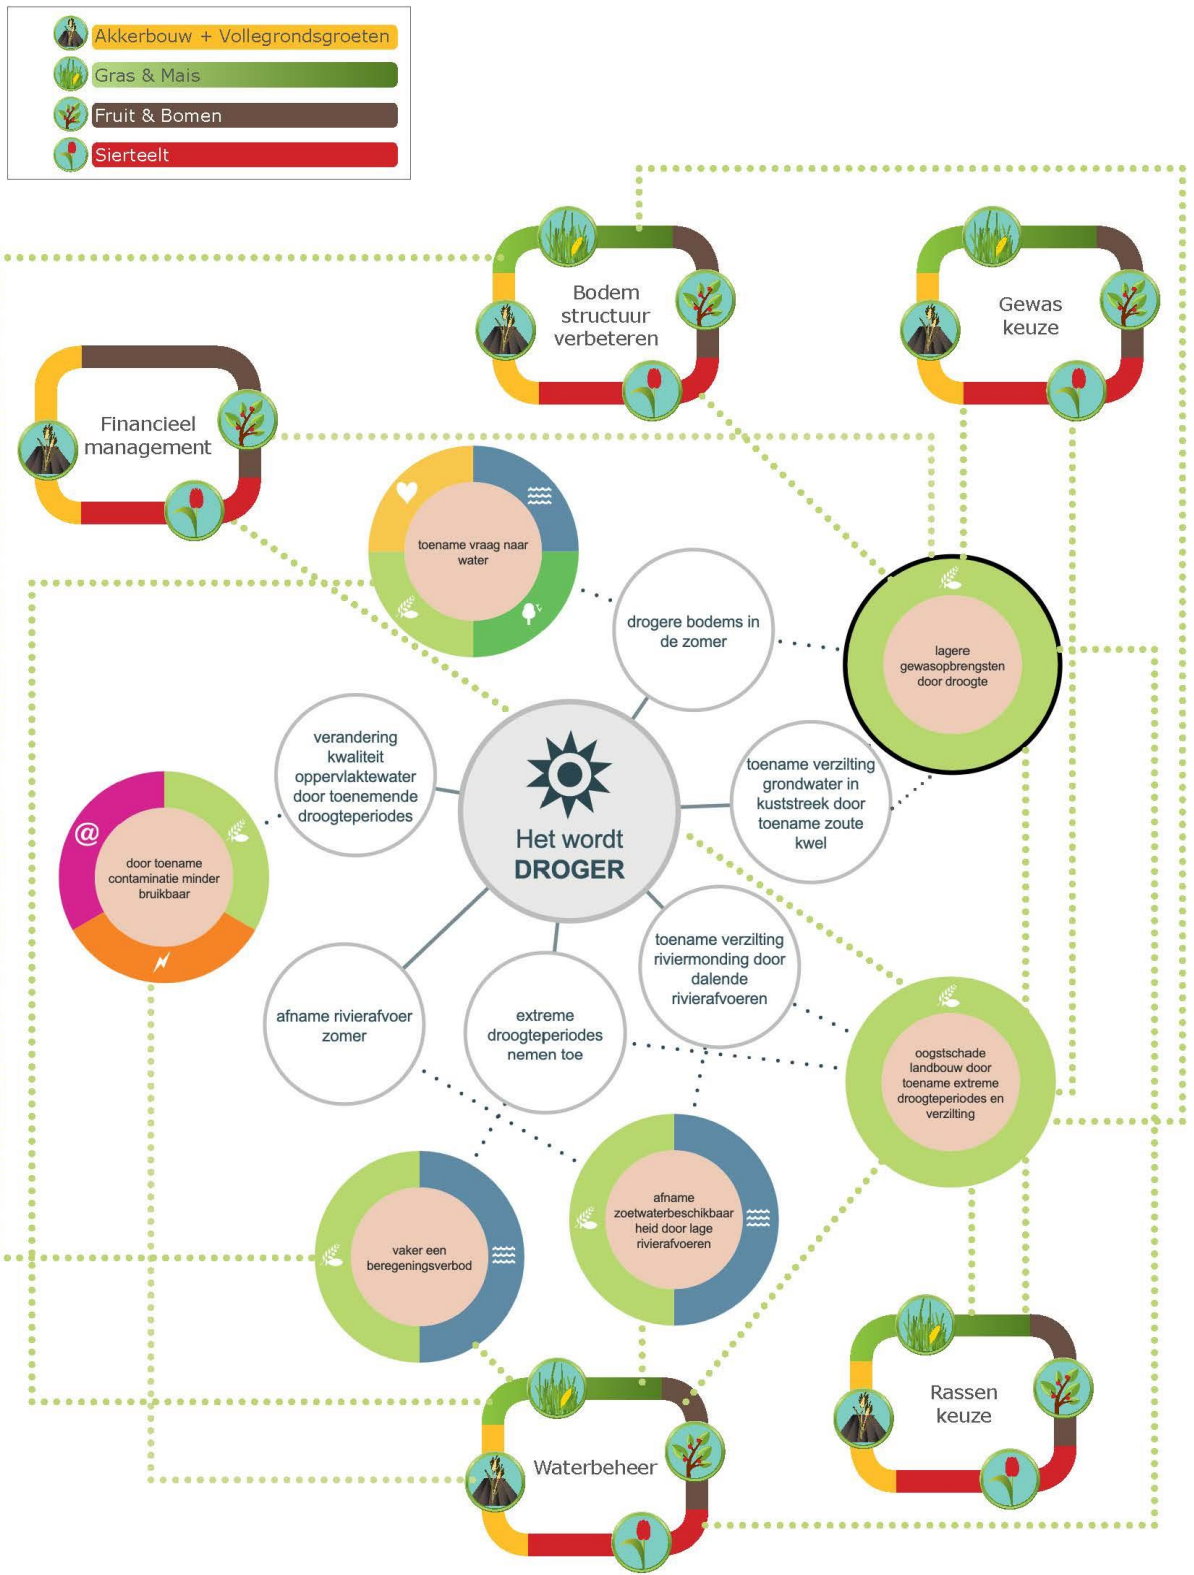 Akkerbouw + Vollegrondsgroeten
Gras & Mais
Fruit & Bomen
Sierteelt
Bodem
structuur
verbeteren
Gewas
keuze
Financieel
management
toename vraag naar
water
drogere bodems in
de zomer
lagere
gewasopbrengsten
door droogte
verandering
kwaliteit
oppervlaktewater
door toenemende
droogteperiodes
Het wordt
DROGER
toename verzilting
grondwater in
kuststreek door
toename zoute
kwel
@
door toename
contaminatie minder
bruikbaar
toename verzilting
riviermonding door
dalende
rivierafvoeren
afname rivierafvoer
zomer
extreme
droogteperiodes
nemen toe
oogstschade
landbouw door
toename extreme
droogteperiodes en
verzilting
afname
zoetwaterbeschikbaar
heid door lage
rivierafvoeren
vaker een
beregeningsverbod
Rassen
keuze
Waterbeheer